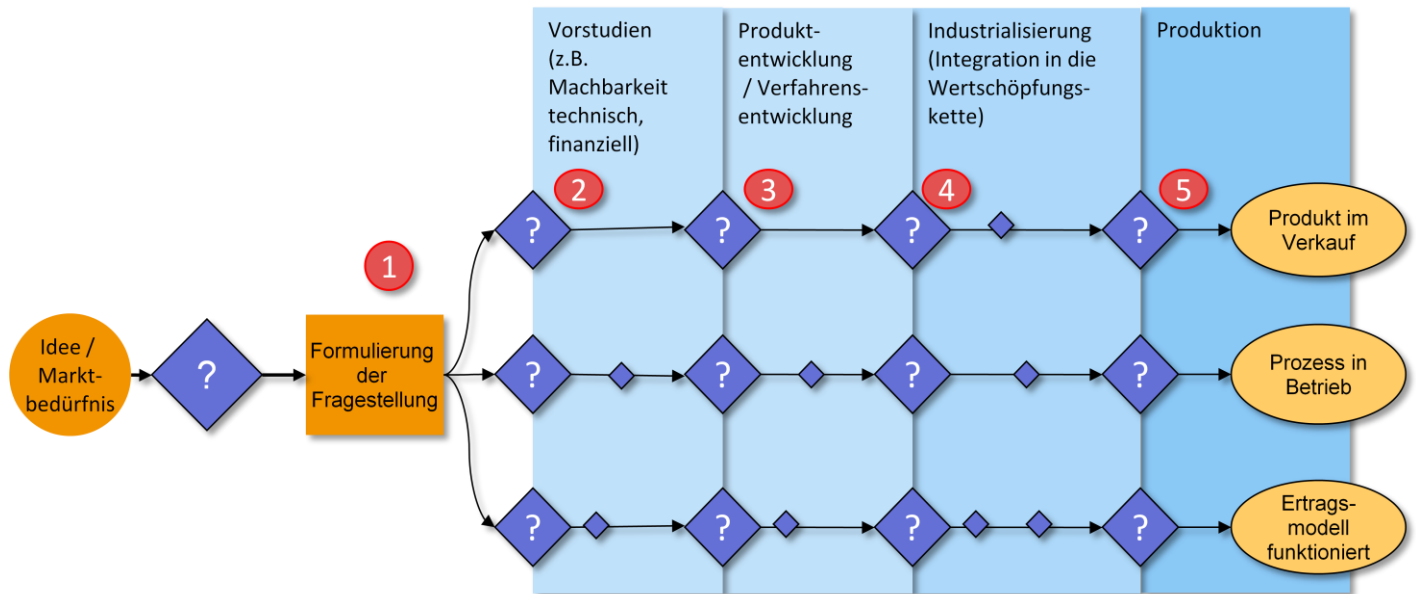 Vorstudien
(z.B.
Machbarkeit
technisch,
finanziell)
Produkt-
entwicklung
/ Verfahrens-
entwicklung
Industrialisierung
(Integration in die
Wertschöpfungs-
kette)
Produktion
2
3
4
5
?
?
?
?
Produkt im
Verkauf
1
Idee /
Markt-
bedürfnis
?
Formulierung
der
Fragestellung
?
?
?
?
Prozess in
Betrieb
?
?
?
?
Ertrags-
modell
funktioniert